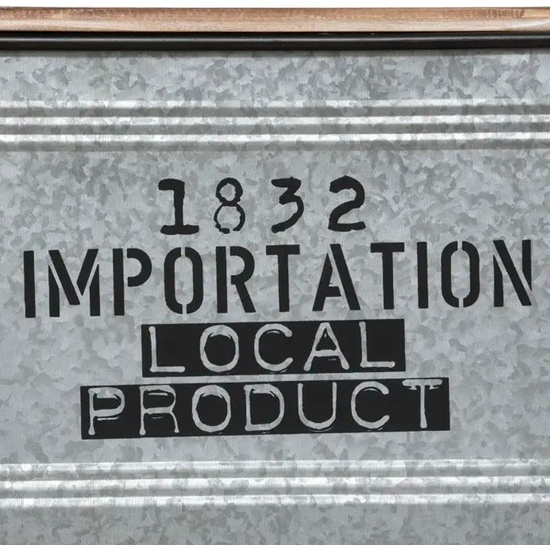 1832
IMPORTATION
LOCAL
PRODUCT